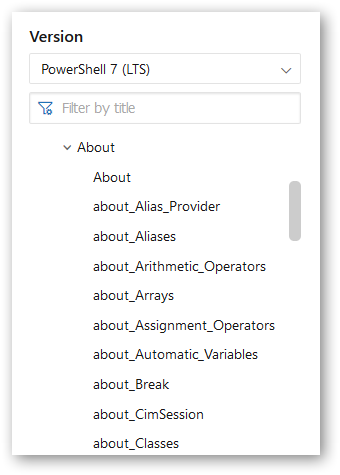 Version
PowerShell 7 (LTS)
Filter by title
About
About
about_Alias_Provider
about_Aliases
about_Arithmetic_Operators
about_Arrays
about_Assignment_Operators
about_Automatic_Variables
about_Break
about_CimSession
about_Classes